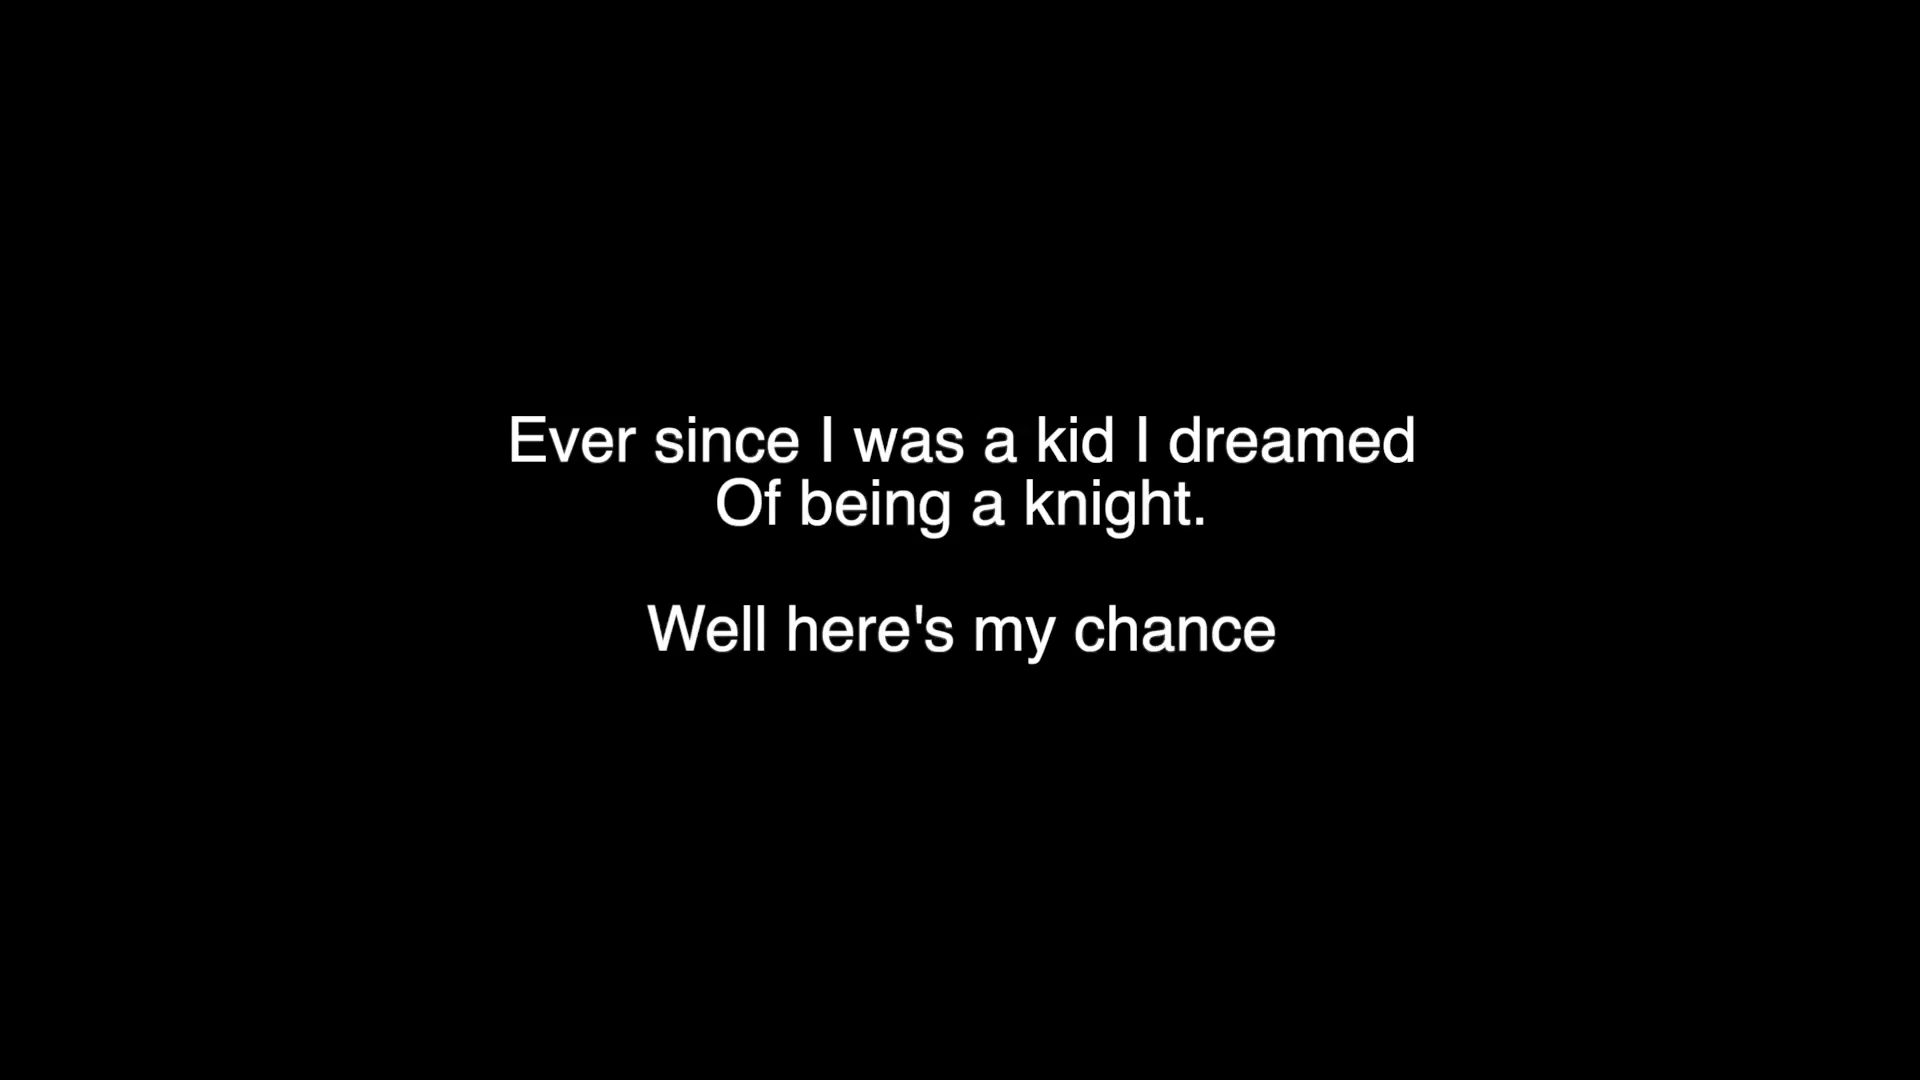 Ever since I was a kid I dreamed
Of being a knight.
Well here's my chance